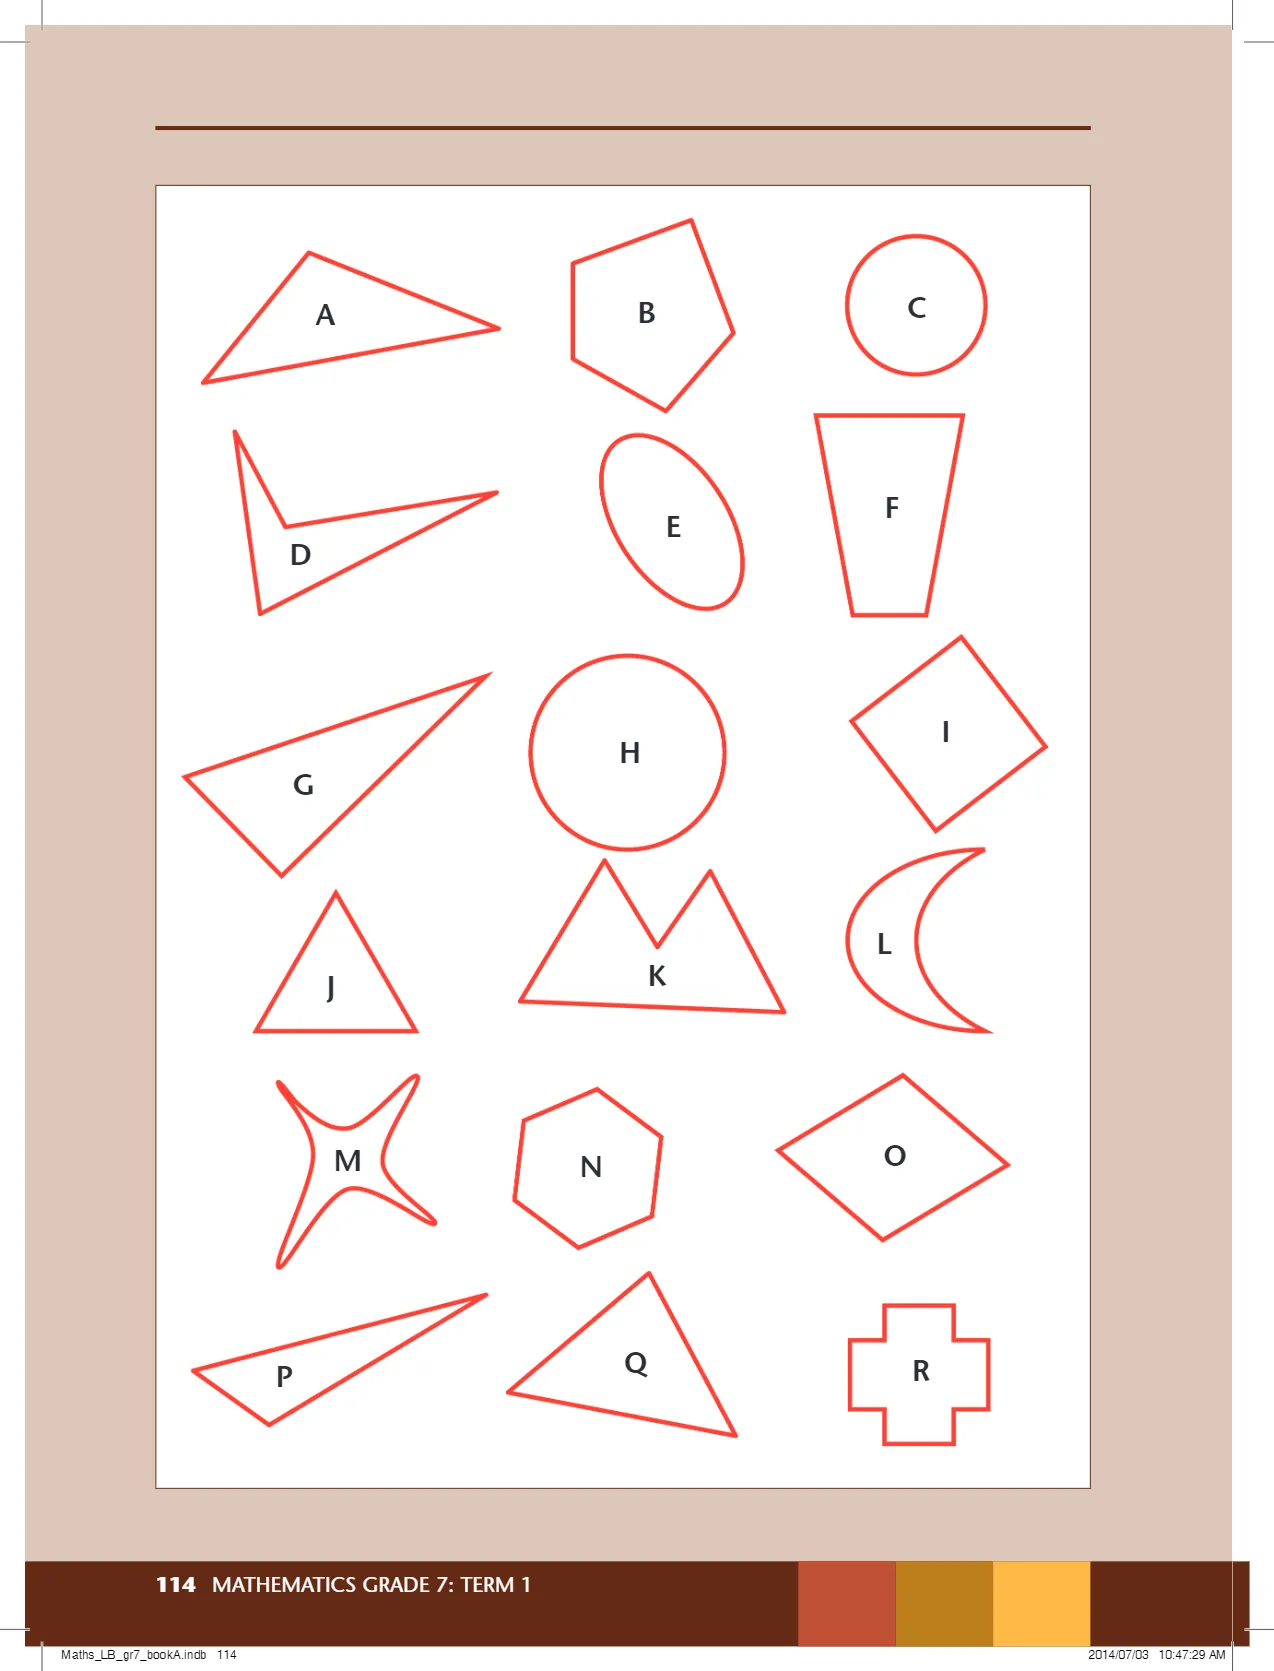 A
B
C
D
E
F
G
H
I
J
K
L
M
N
O
P
Q
R
114 MATHEMATICS GRADE 7: TERM 1
Maths_LB_gr7_bookA.indb 114
2014/07/03 10:47:29 AM